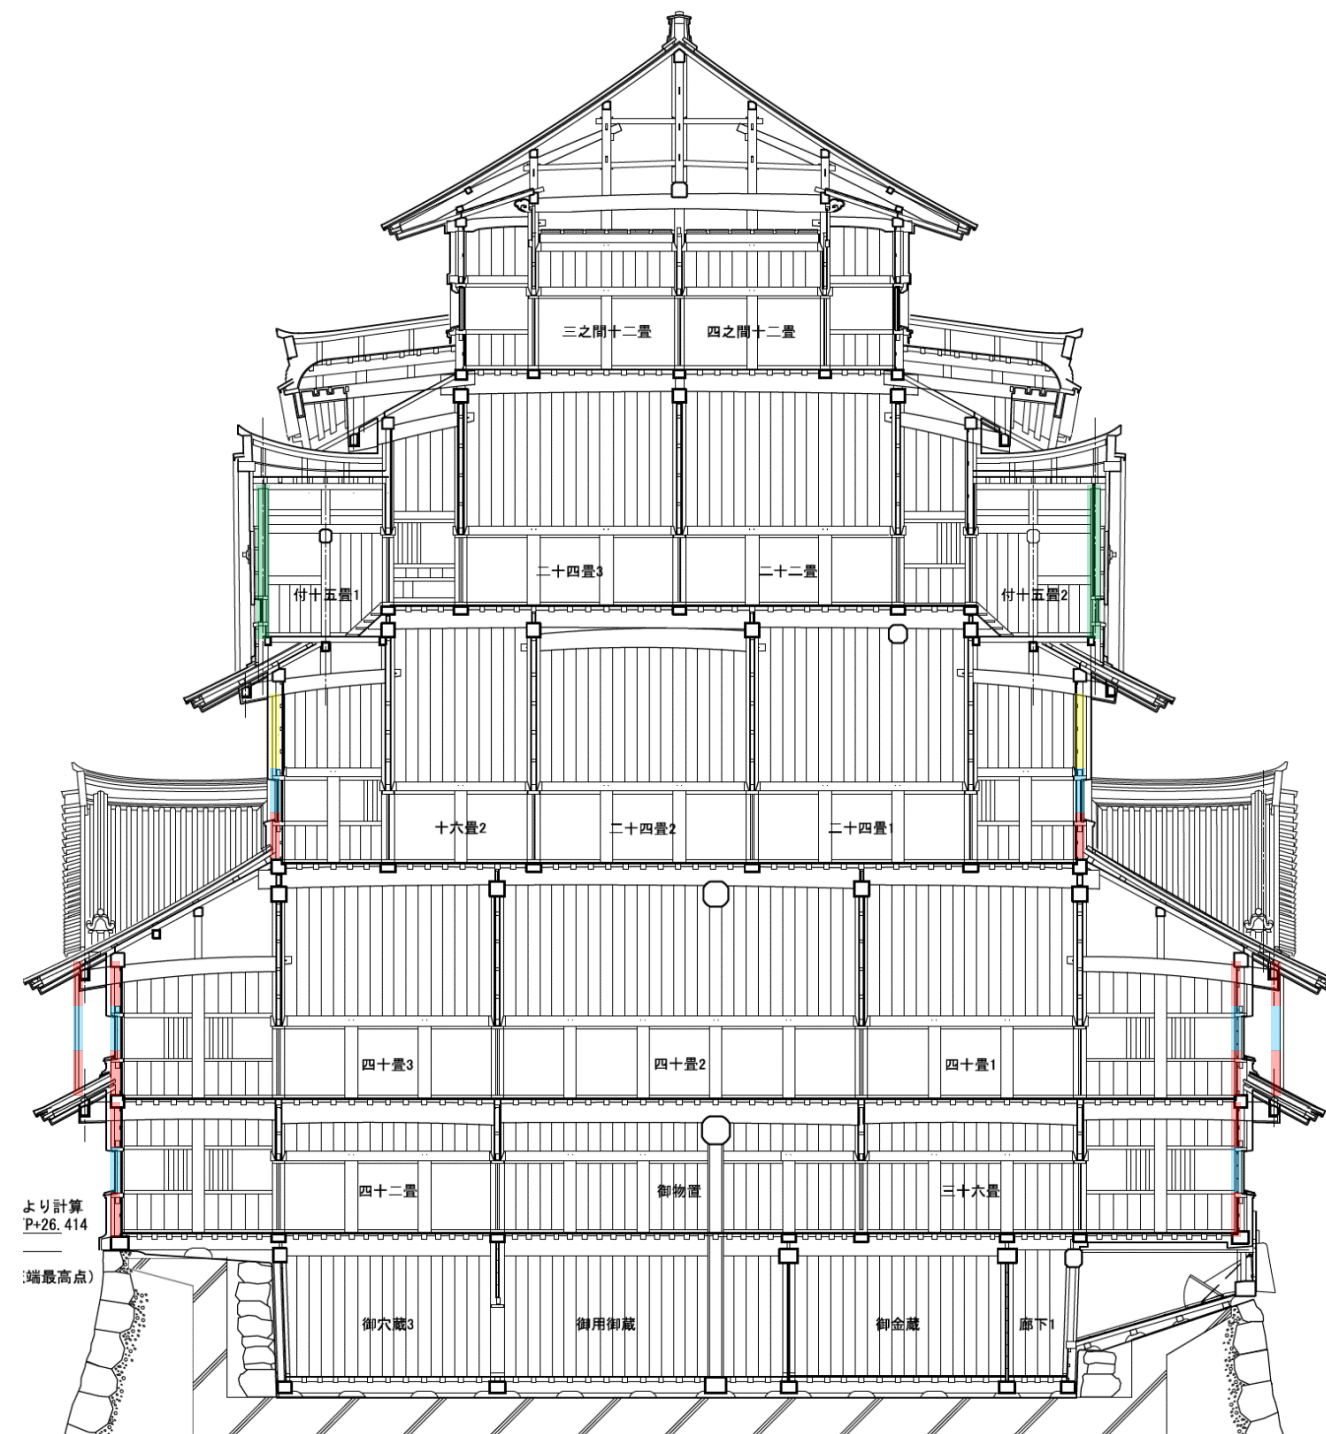 三之間十二畳
四之間十二畳
二十四畳3
二十二畳
付十五畳1
付十五畳2
十六畳2
二十四畳2
二十四畳1
四十畳3
四十畳2
四十畳1
四十二畳
御物置
三十六畳
より計算
P+26.414
端最高点)
御穴蔵3
御用御蔵
御金蔵
廊下1